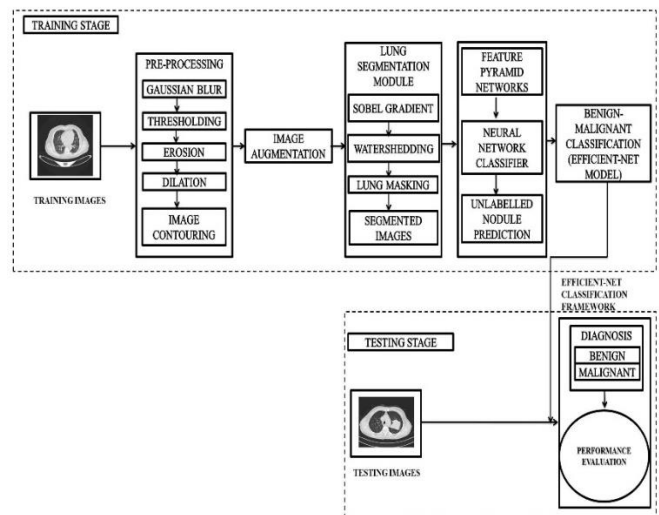 TRAINING STAGE
TRAINING IMAGES
PRE-PROCESSING
GAUSSIAN BLUR
THRESHOLDING
EROSION
DILATION
IMAGE
CONTOURING
IMAGE
AUGMENTATION
LUNG
SEGMENTATION
MODULE
SOBEL GRADIENT
WATERSHEDDING
LUNG MASKING
SEGMENTED
IMAGES
FEATURE
PYRAMID
NETWORKS
NEURAL
NETWORK
CLASSIFIER
UNLABELLED
NODULE
PREDICTION
BENIGN-
MALIGNANT
CLASSIFICATION
(EFFICIENT-NET
MODEL)
EFFICIENT-NET
CLASSIFICATION
FRAMEWORK
TESTING STAGE
TESTING IMAGES
DIAGNOSIS
BENIGN
MALIGNANT
PERFORMANCE
EVALUATION